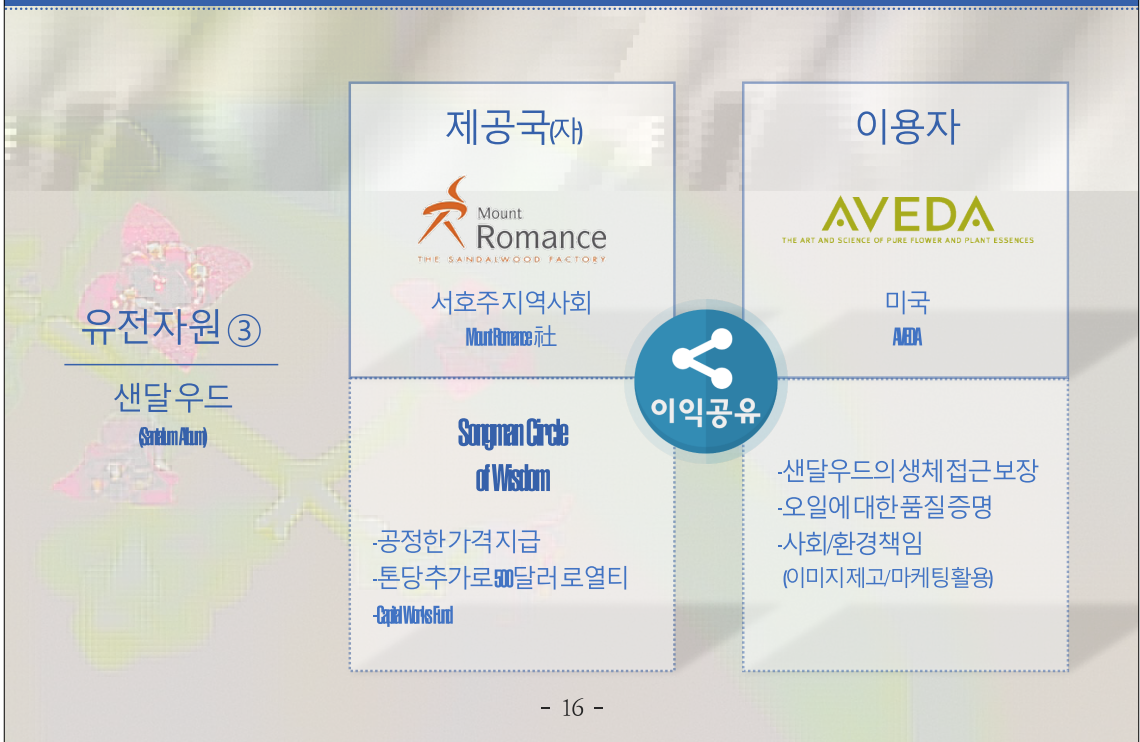 유전자원 ③
샌달우드
(Santalum Album)
제공국(자)
Mount
Romance
THE SANDALWOOD FACTORY
서호주 지역사회
Mount Romance 社
이용자
AVEDA
THE ART AND SCIENCE OF PURE FLOWER AND PLANT ESSENCES
미국
AVEDA
이익공유
Songman Circle
of Wisdom
-공정한 가격 지급
-톤당 추가로 500달러 로열티
-Capital Works Fund
-샌달우드의 생체 접근 보장
-오일에 대한 품질 증명
-사회/환경책임
(이미지 제고/마케팅 활용)
- 16 -